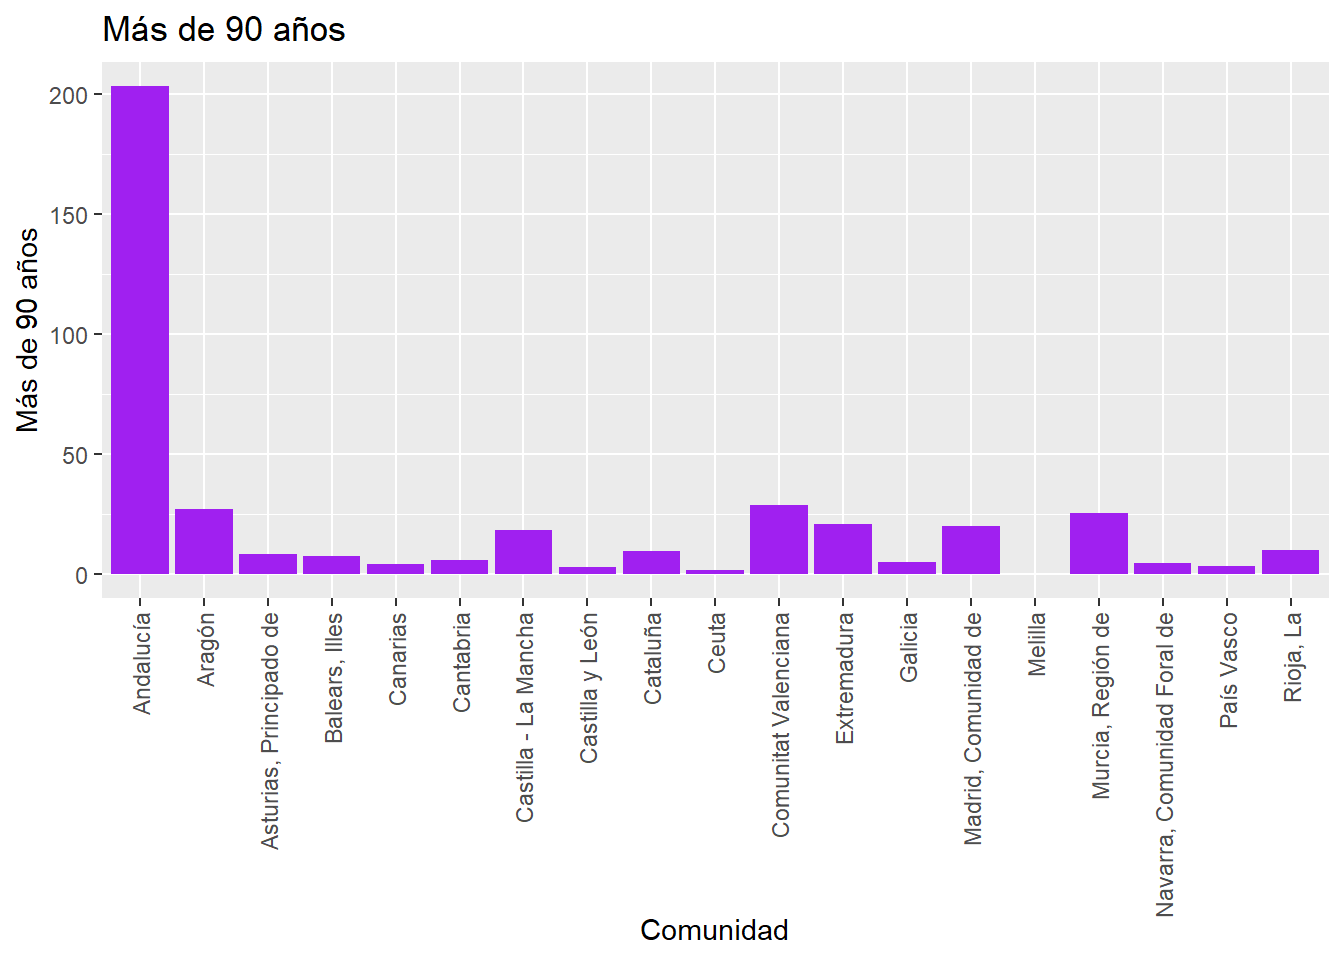 Más de 90 años
Más de 90 años
200
150
100
50
0
Andalucía
Aragón
Asturias, Principado de
Balears, Illes
Canarias
Cantabria
Castilla - La Mancha
Castilla y León
Cataluña
Ceuta
Comunitat Valenciana
Extremadura
Galicia
Madrid, Comunidad de
Melilla
Murcia, Región de
Navarra, Comunidad Foral de
País Vasco
Rioja, La
Comunidad